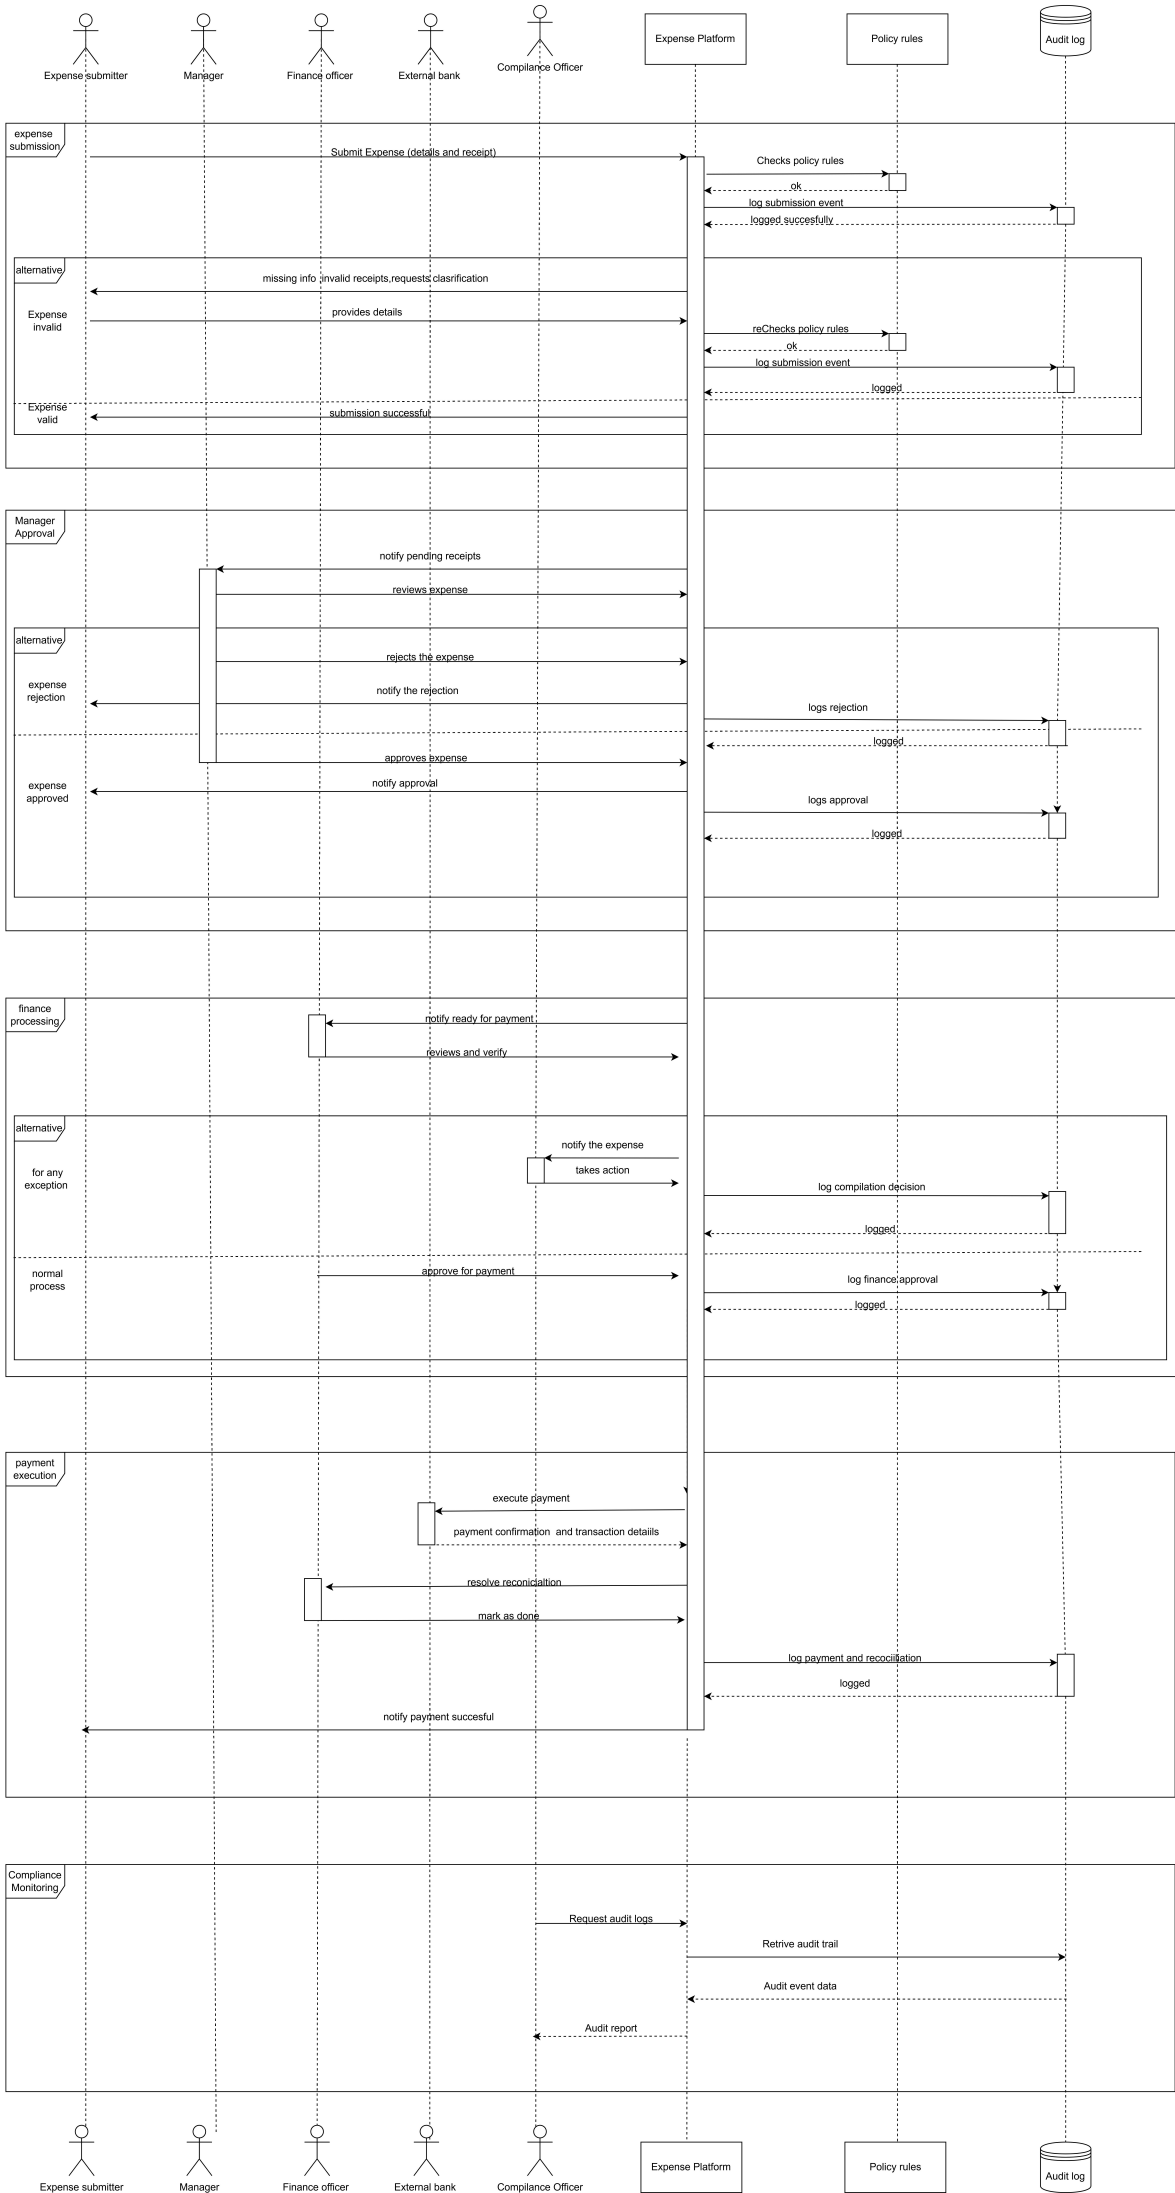 Expense submitter
Manager
Finance officer
External bank
Compilance Officer
Expense Platform
Policy rules
Audit log
expense
submission
Submit Expense (details and receipt)
Checks policy rules
ok
log submission event
logged succesfully
alternative
missing info ,invalid receipts,requests clasrification
Expense
invalid
provides details
reChecks policy rules
ok
log submission event
logged
Expense
valid
submission successful
Manager
Approval
notify pending receipts
reviews expense
alternative
rejects the expense
expense
rejection
notify the rejection
logs rejection
logged
approves expense
expense
approved
notify approval
logs approval
logged
finance
processing
notify ready for payment
reviews and verify
alternative
notify the expense
for any
exception
takes action
log compilation decision
logged
normal
process
approve for payment
log finance approval
logged
payment
execution
execute payment
payment confirmation  and transaction detaiils
resolve reconicialtion
mark as done
log payment and recociliation
logged
notify payment succesful
Compliance
Monitoring
Request audit logs
Retrive audit trail
Audit event data
Audit report
Expense submitter
Manager
Finance officer
External bank
Compilance Officer
Expense Platform
Policy rules
Audit log